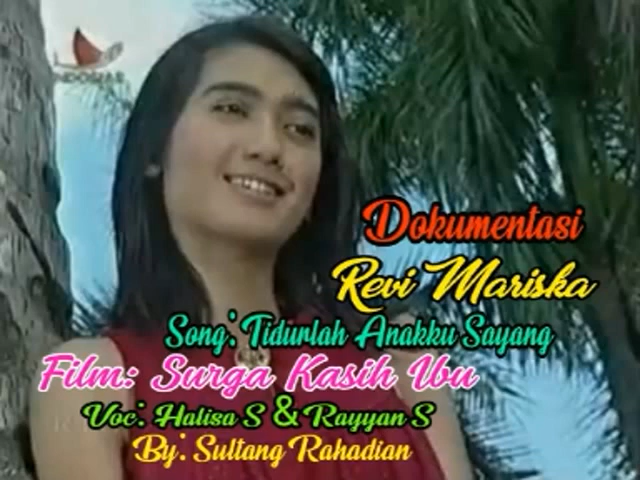 Dokumentasi
Revi Mariska
Song: Tidurlah Anakku Sayang
Film: Surga Kasih Ibu
Voc: Halisa S & Rayyan S
By: Sultang Rahadian